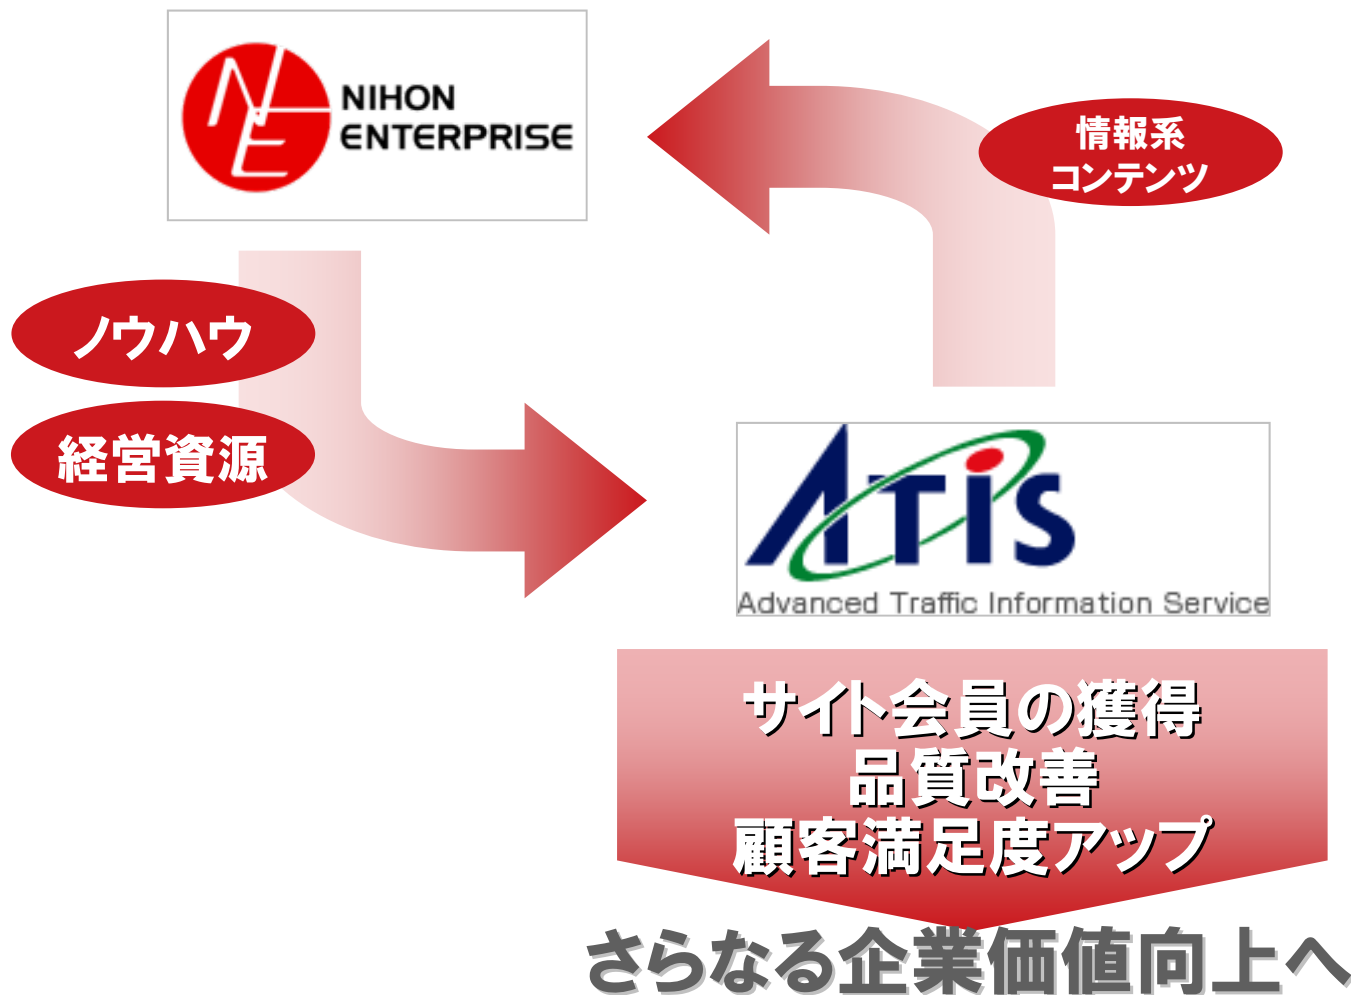 NE
NIHON
ENTERPRISE
情報系
コンテンツ
ノウハウ
経営資源
ATiS
Advanced Traffic Information Service
サイト会員の獲得
品質改善
顧客満足度アップ
さらなる企業価値向上へ